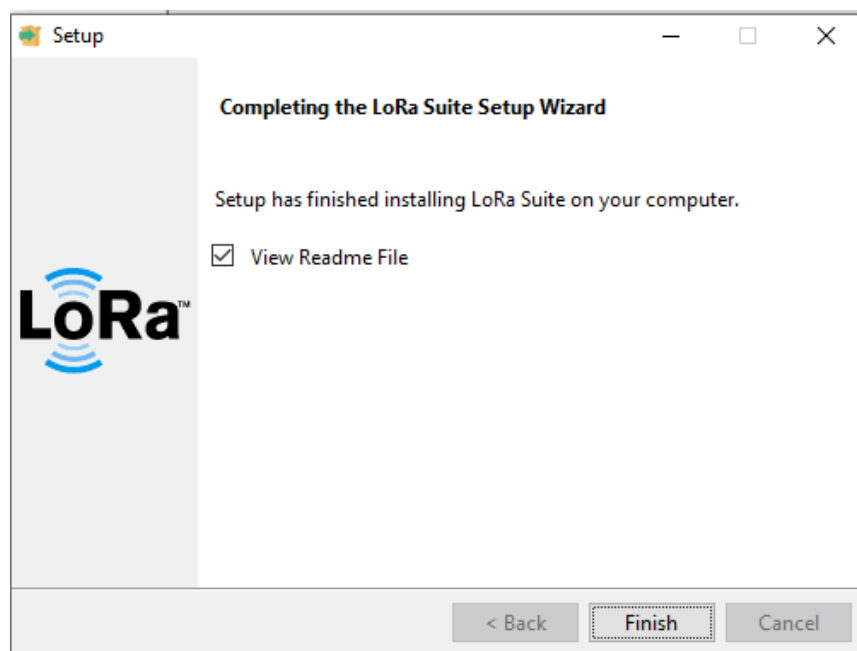 Setup
Completing the LoRa Suite Setup Wizard
Setup has finished installing LoRa Suite on your computer.
View Readme File
LoRa™
< Back
Finish
Cancel